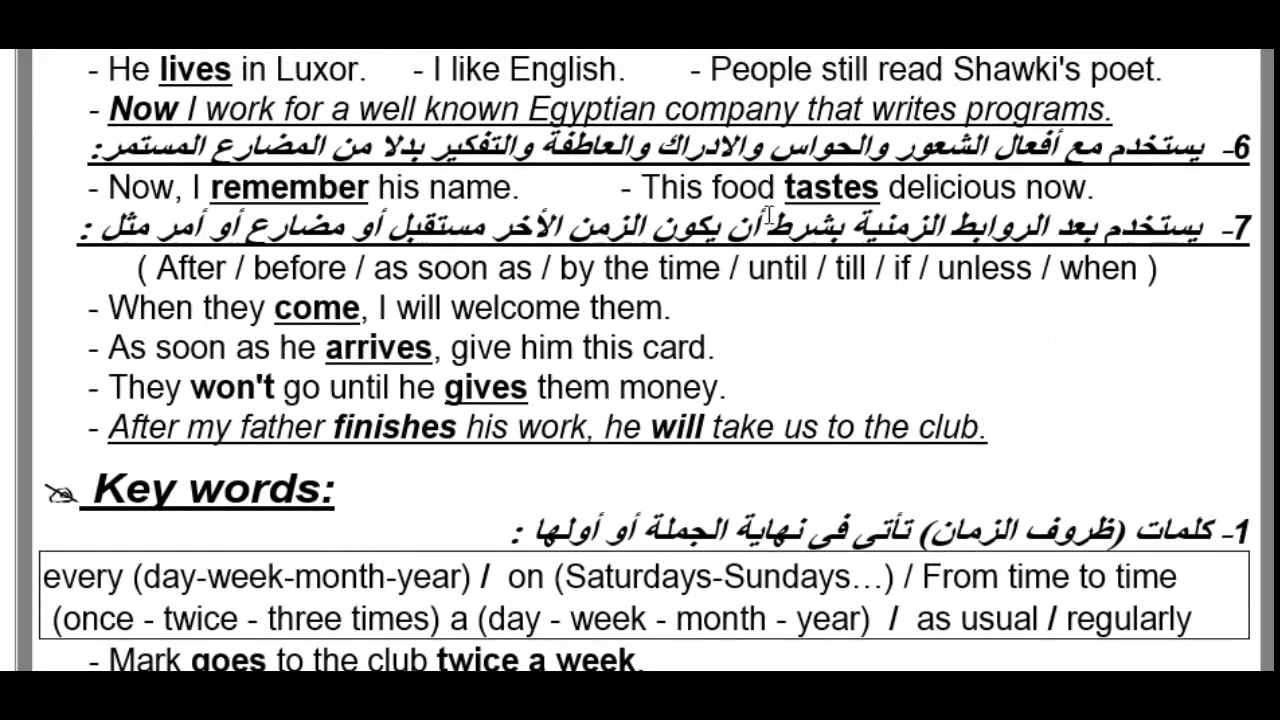 - He lives in Luxor. - I like English. - People still read Shawki's poet.
- Now I work for a well known Egyptian company that writes programs.
6- يستخدم مع أفعال الشعور والحواس والادراك والعاطفة والتفكير بدلا من المضارع المستمر:
- Now, I remember his name. - This food tastes delicious now.
7- يستخدم بعد الروابط الزمنية بشرط أن يكون الزمن الأخر مستقبل أو مضارع أو أمر مثل :
( After / before / as soon as / by the time / until / till / if / unless / when )
- When they come, I will welcome them.
- As soon as he arrives, give him this card.
- They won't go until he gives them money.
- After my father finishes his work, he will take us to the club.
Key words:
1- كلمات (ظروف الزمان) تأتى فى نهاية الجملة أو أولها :
every (day-week-month-year) / on (Saturdays-Sundays…) / From time to time
(once - twice - three times) a (day - week - month - year) / as usual / regularly
- Mark goes to the club twice a week.